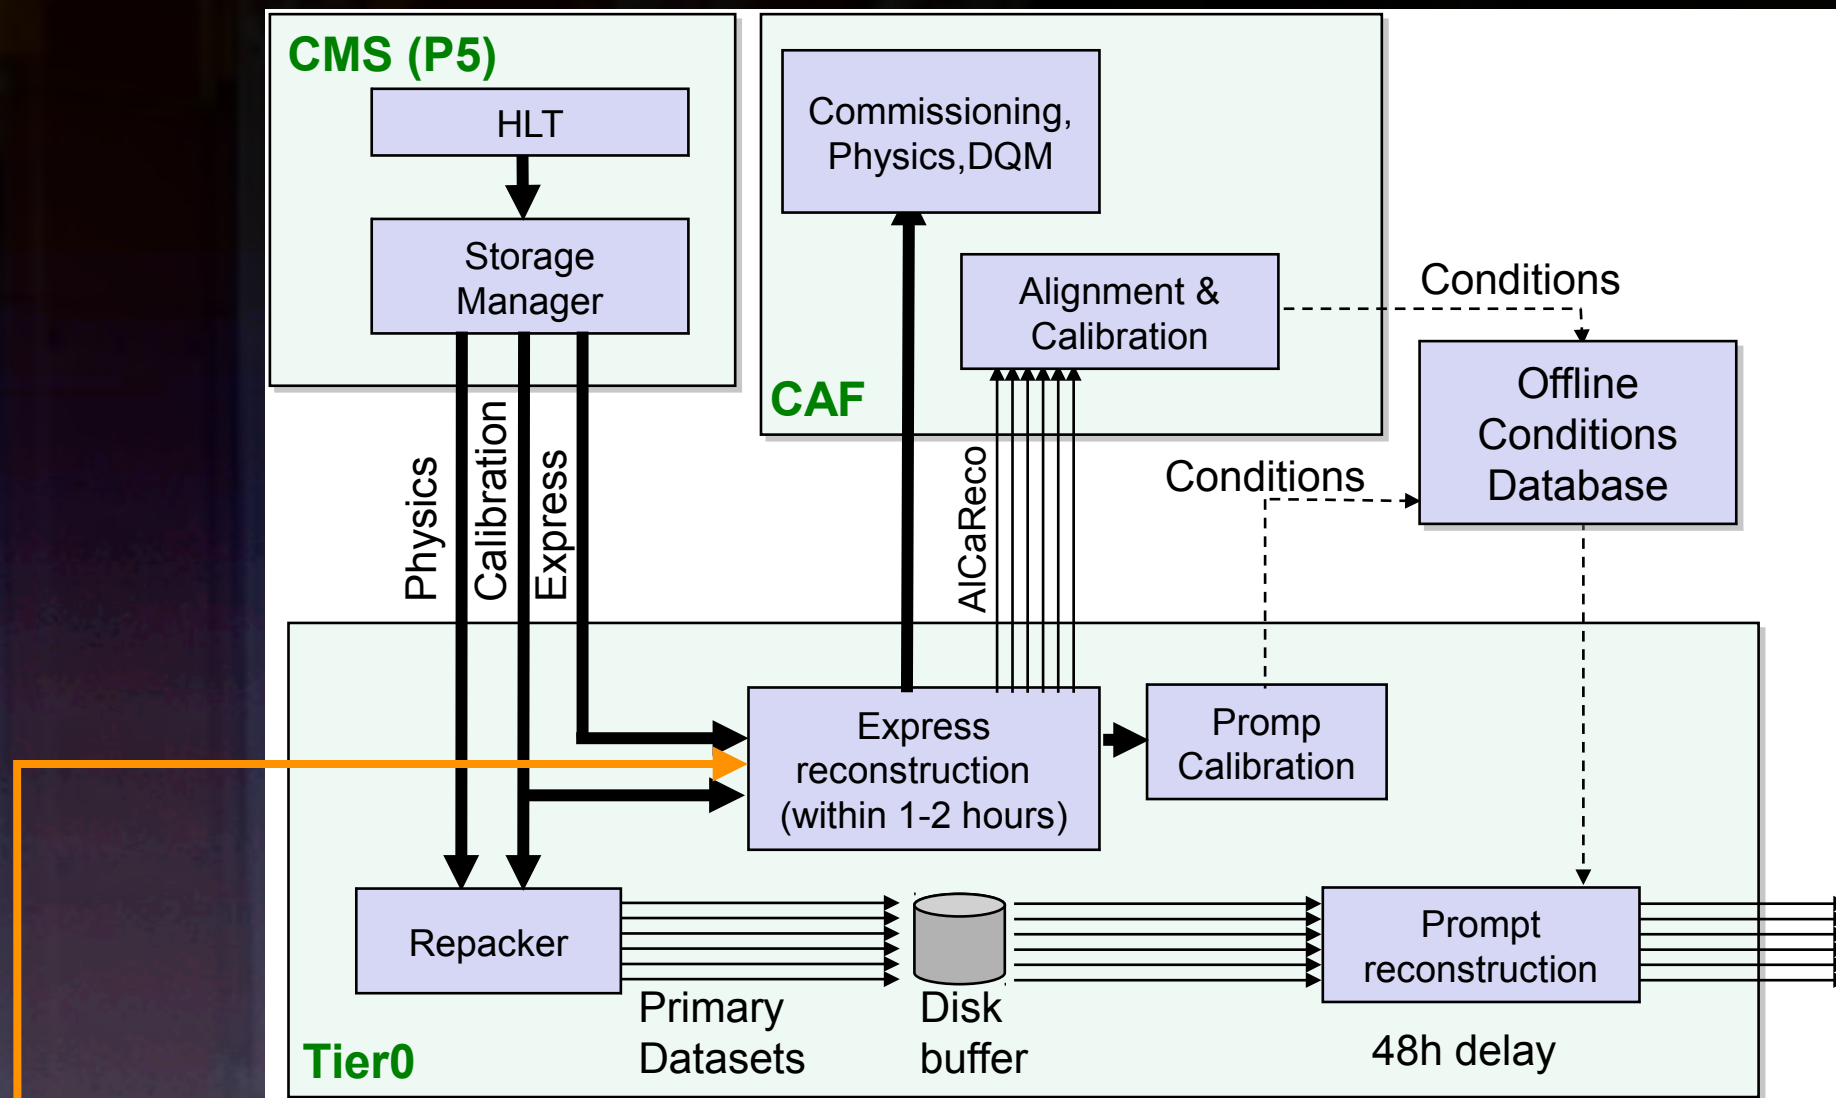 CMS (P5)
HLT
Storage
Manager
Commissioning,
Physics,DQM
Alignment &
Calibration
CAF
Conditions
Offline
Conditions
Database
Conditions
Physics
Calibration
Express
AlCaReco
Express
reconstruction
(within 1-2 hours)
Promp
Calibration
Repacker
Primary
Datasets
Disk
buffer
Prompt
reconstruction
48h delay
Tier0